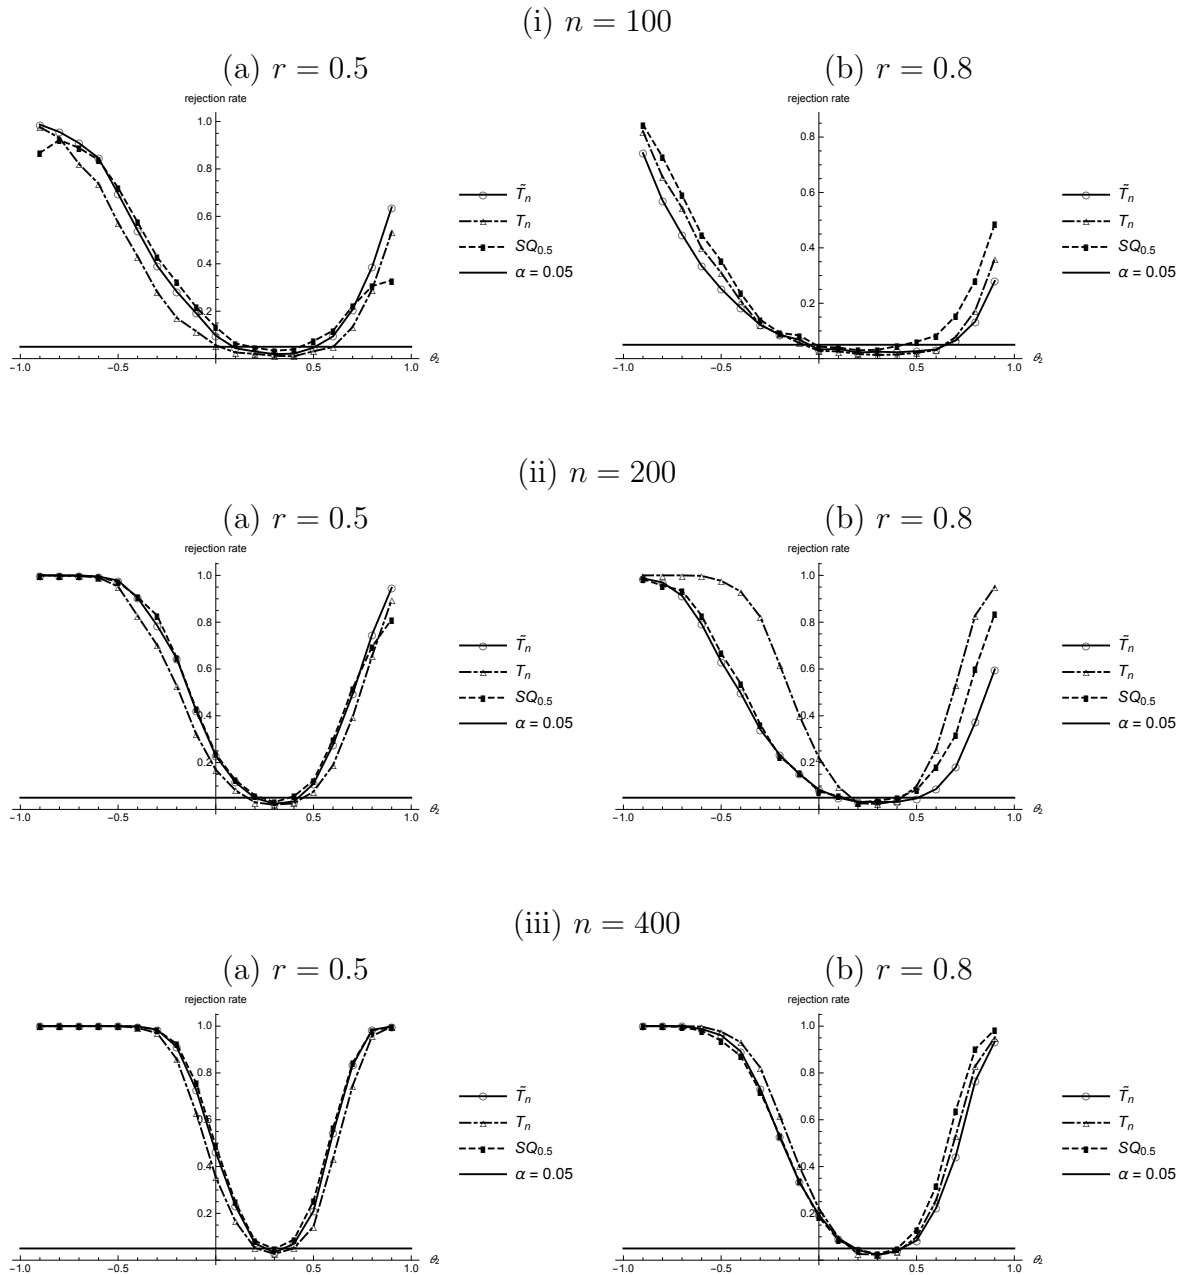 (i) n = 100
(a) r = 0.5
(b) r = 0.8
rejection rate
1.0
0.8
0.6
0.4
0.2
−1.0 −0.5 0.5 1.0 θ₂
T̃ₙ
Tₙ
SQ₀.₅
α = 0.05
rejection rate
0.8
0.6
0.4
0.2
−1.0 −0.5 0.5 1.0 θ₂
T̃ₙ
Tₙ
SQ₀.₅
α = 0.05
(ii) n = 200
(a) r = 0.5
(b) r = 0.8
rejection rate
1.0
0.8
0.6
0.4
0.2
−1.0 −0.5 0.5 1.0 θ₂
T̃ₙ
Tₙ
SQ₀.₅
α = 0.05
rejection rate
1.0
0.8
0.6
0.4
0.2
−1.0 −0.5 0.5 1.0 θ₂
T̃ₙ
Tₙ
SQ₀.₅
α = 0.05
(iii) n = 400
(a) r = 0.5
(b) r = 0.8
rejection rate
1.0
0.8
0.6
0.4
0.2
−1.0 −0.5 0.5 1.0 θ₂
T̃ₙ
Tₙ
SQ₀.₅
α = 0.05
rejection rate
1.0
0.8
0.6
0.4
0.2
−1.0 −0.5 0.5 1.0 θ₂
T̃ₙ
Tₙ
SQ₀.₅
α = 0.05